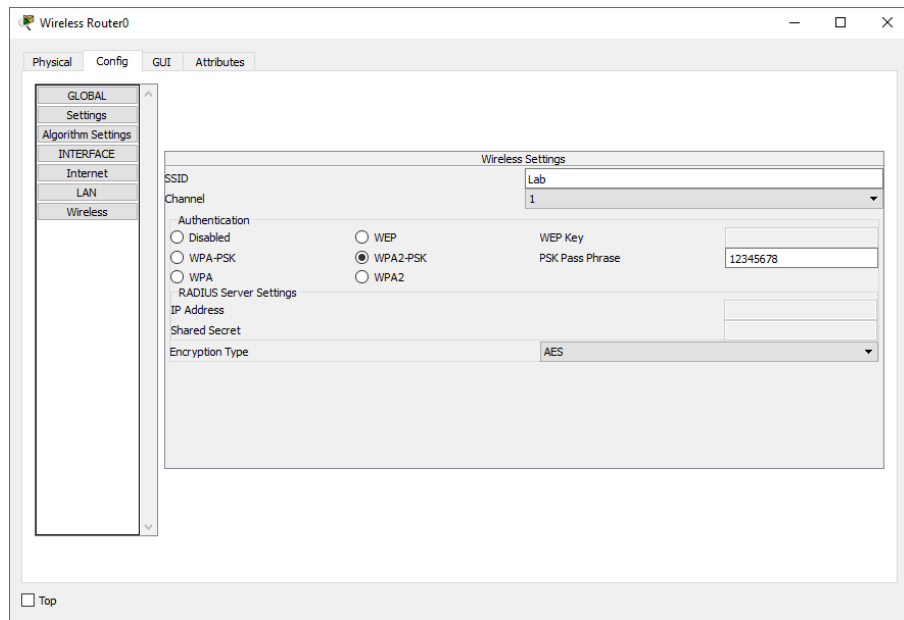 Wireless Router0
Physical Config GUI Attributes
GLOBAL
Settings
Algorithm Settings
INTERFACE
Internet
LAN
Wireless
Wireless Settings
SSID Lab
Channel 1
Authentication
Disabled WEP WEP Key
WPA-PSK WPA2-PSK PSK Pass Phrase 12345678
WPA WPA2
RADIUS Server Settings
IP Address
Shared Secret
Encryption Type AES
Top